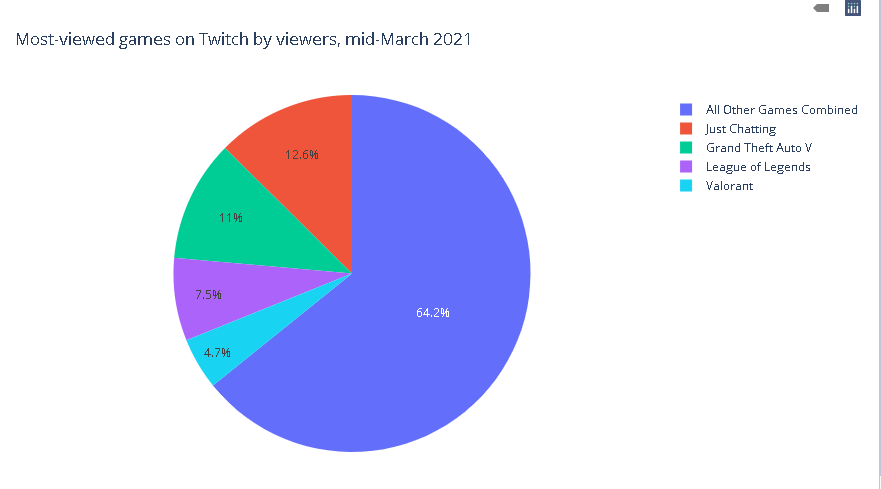 Most-viewed games on Twitch by viewers, mid-March 2021
All Other Games Combined
Just Chatting
Grand Theft Auto V
League of Legends
Valorant
12.6%
11%
7.5%
64.2%
4.7%